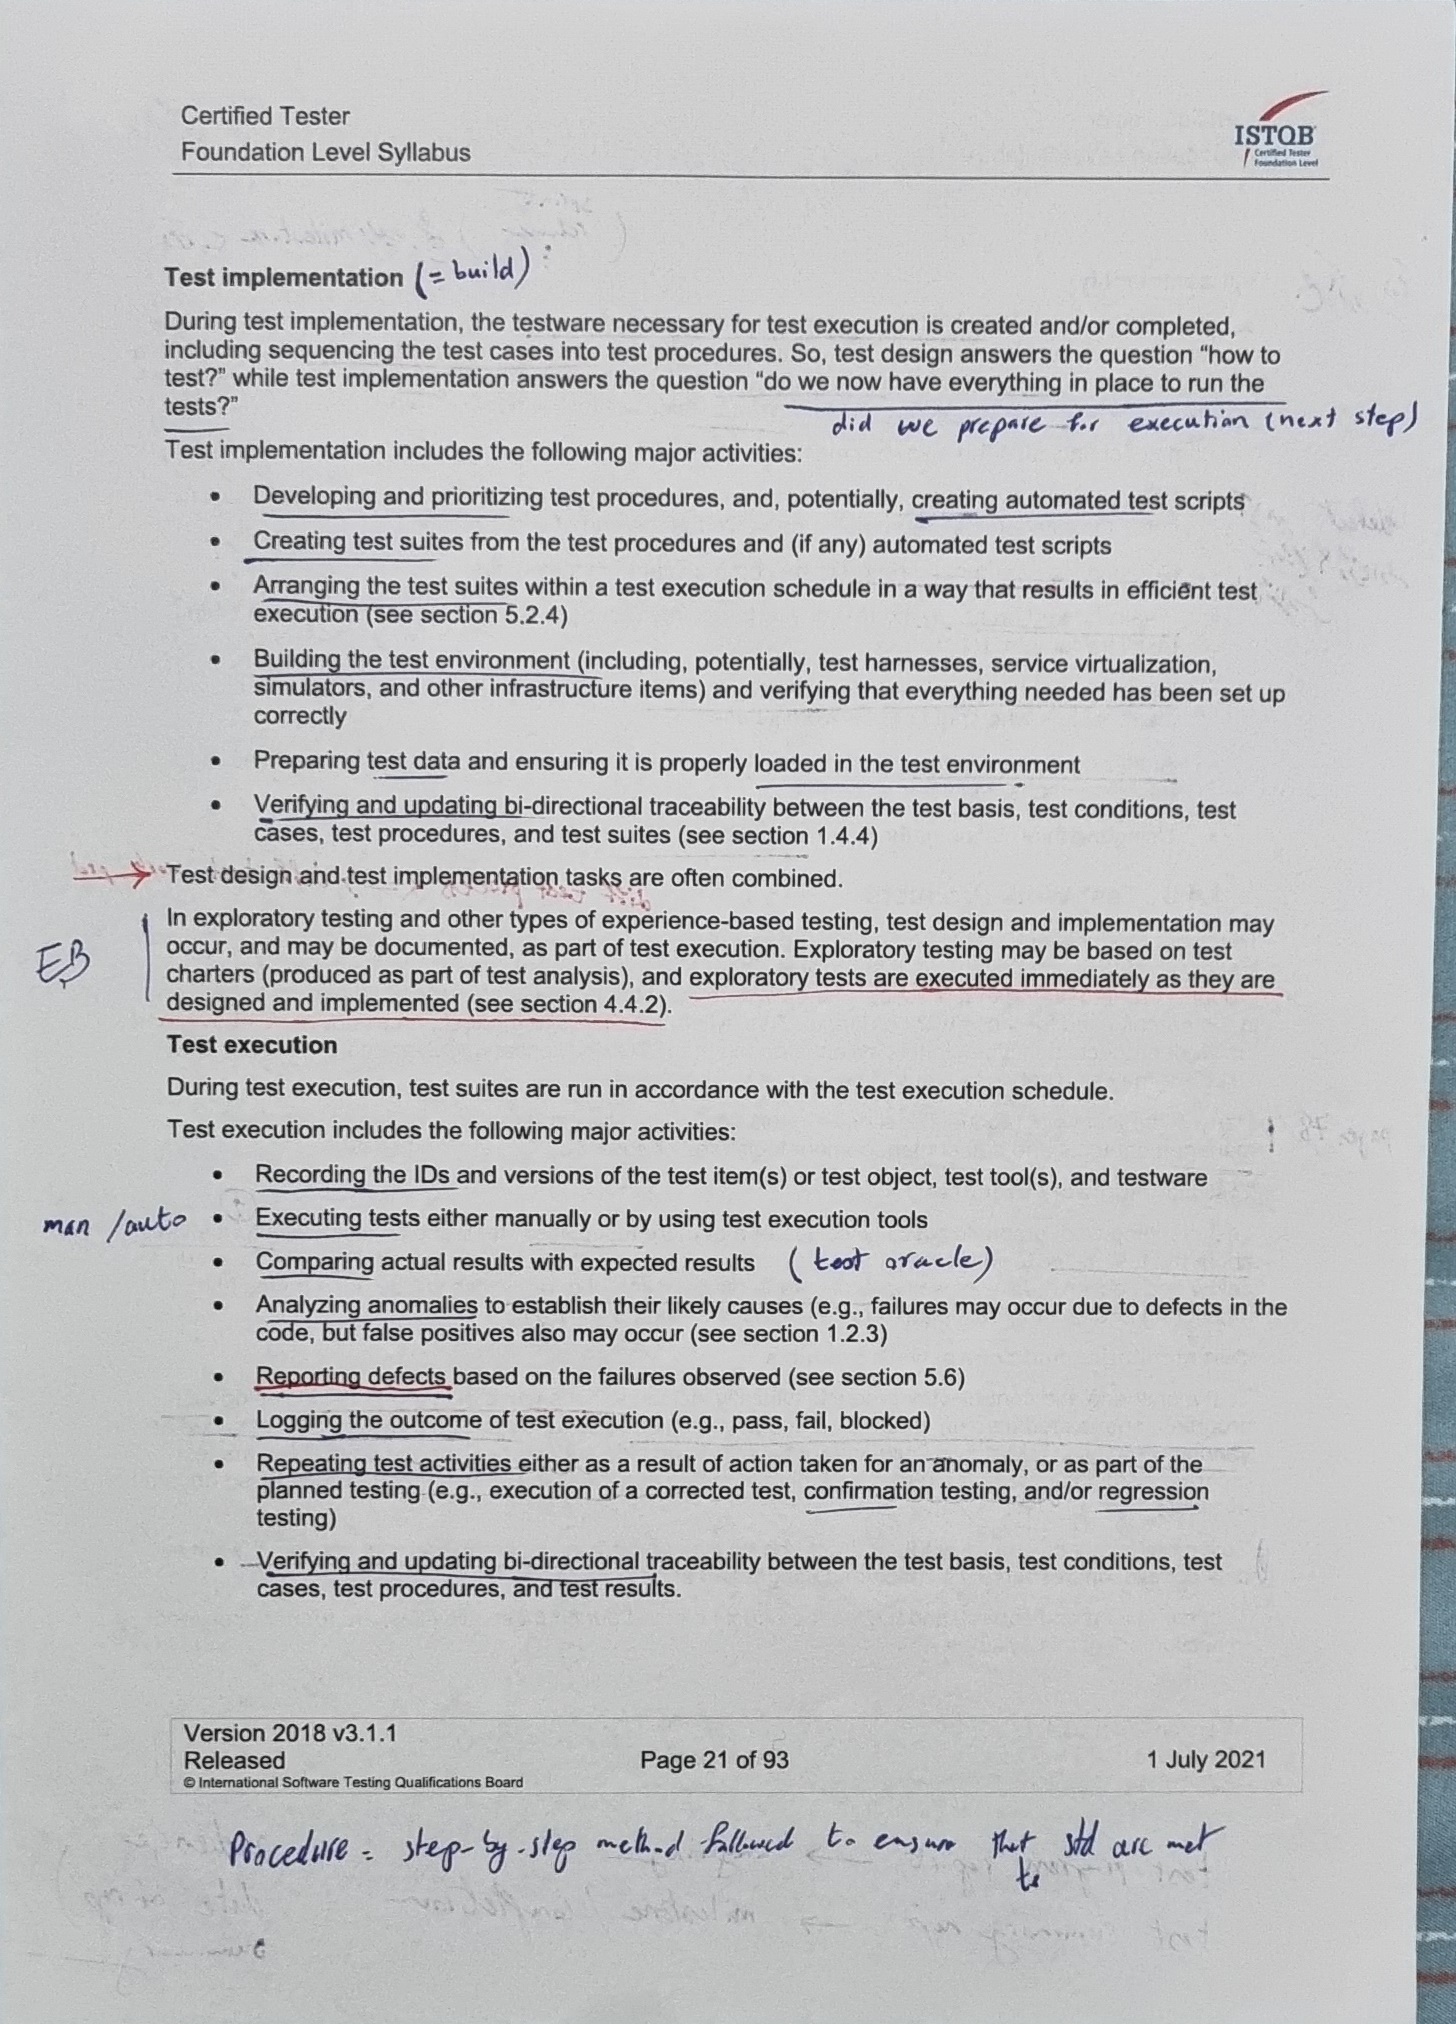 Certified Tester
Foundation Level Syllabus
ISTQB
Certified Tester
Foundation Level
Test implementation (= build)
During test implementation, the testware necessary for test execution is created and/or completed,
including sequencing the test cases into test procedures. So, test design answers the question “how to
test?” while test implementation answers the question “do we now have everything in place to run the
tests?”
did we prepare for execution (next step)
Test implementation includes the following major activities:
• Developing and prioritizing test procedures, and, potentially, creating automated test scripts
• Creating test suites from the test procedures and (if any) automated test scripts
• Arranging the test suites within a test execution schedule in a way that results in efficient test
execution (see section 5.2.4)
• Building the test environment (including, potentially, test harnesses, service virtualization,
simulators, and other infrastructure items) and verifying that everything needed has been set up
correctly
• Preparing test data and ensuring it is properly loaded in the test environment
• Verifying and updating bi-directional traceability between the test basis, test conditions, test
cases, test procedures, and test suites (see section 1.4.4)
→ Test design and test implementation tasks are often combined.
In exploratory testing and other types of experience-based testing, test design and implementation may
occur, and may be documented, as part of test execution. Exploratory testing may be based on test
EB
charters (produced as part of test analysis), and exploratory tests are executed immediately as they are
designed and implemented (see section 4.4.2).
Test execution
During test execution, test suites are run in accordance with the test execution schedule.
Test execution includes the following major activities:
• Recording the IDs and versions of the test item(s) or test object, test tool(s), and testware
man /auto • Executing tests either manually or by using test execution tools
• Comparing actual results with expected results (test oracle)
• Analyzing anomalies to establish their likely causes (e.g., failures may occur due to defects in the
code, but false positives also may occur (see section 1.2.3)
• Reporting defects based on the failures observed (see section 5.6)
• Logging the outcome of test execution (e.g., pass, fail, blocked)
• Repeating test activities either as a result of action taken for an anomaly, or as part of the
planned testing (e.g., execution of a corrected test, confirmation testing, and/or regression
testing)
• Verifying and updating bi-directional traceability between the test basis, test conditions, test
cases, test procedures, and test results.
Version 2018 v3.1.1
Released Page 21 of 93 1 July 2021
© International Software Testing Qualifications Board
Procedure = step-by-step method followed to ensure that std are met